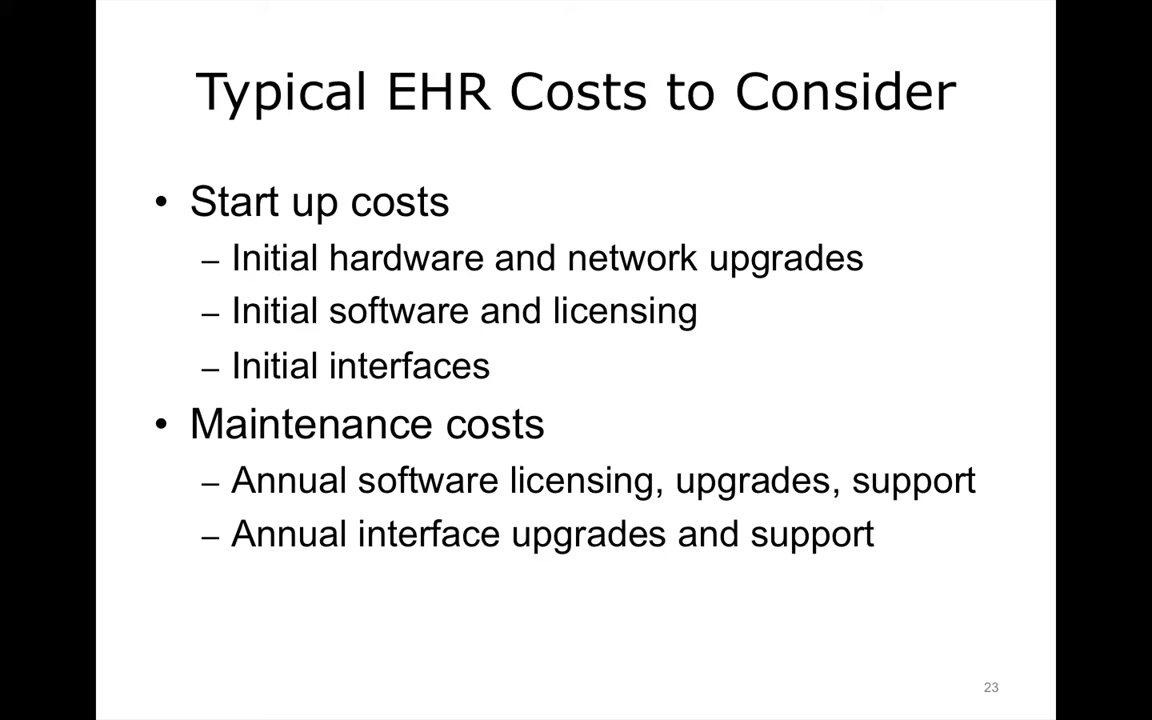 Typical EHR Costs to Consider
• Start up costs
– Initial hardware and network upgrades
– Initial software and licensing
– Initial interfaces
• Maintenance costs
– Annual software licensing, upgrades, support
– Annual interface upgrades and support
23